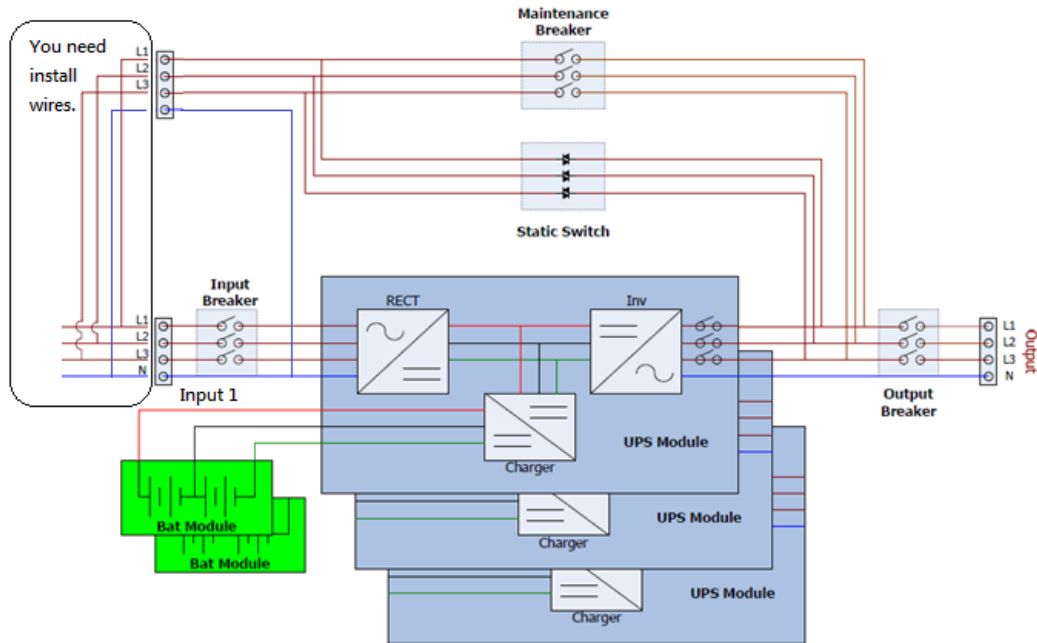 You need
install
wires.
L1
L2
L3
Maintenance
Breaker
Static Switch
Input
Breaker
L1
L2
L3
N
Input 1
RECT
Inv
L1
L2
L3
N
Output
Output
Breaker
Charger
UPS Module
Bat Module
Bat Module
Charger
UPS Module
Charger
UPS Module